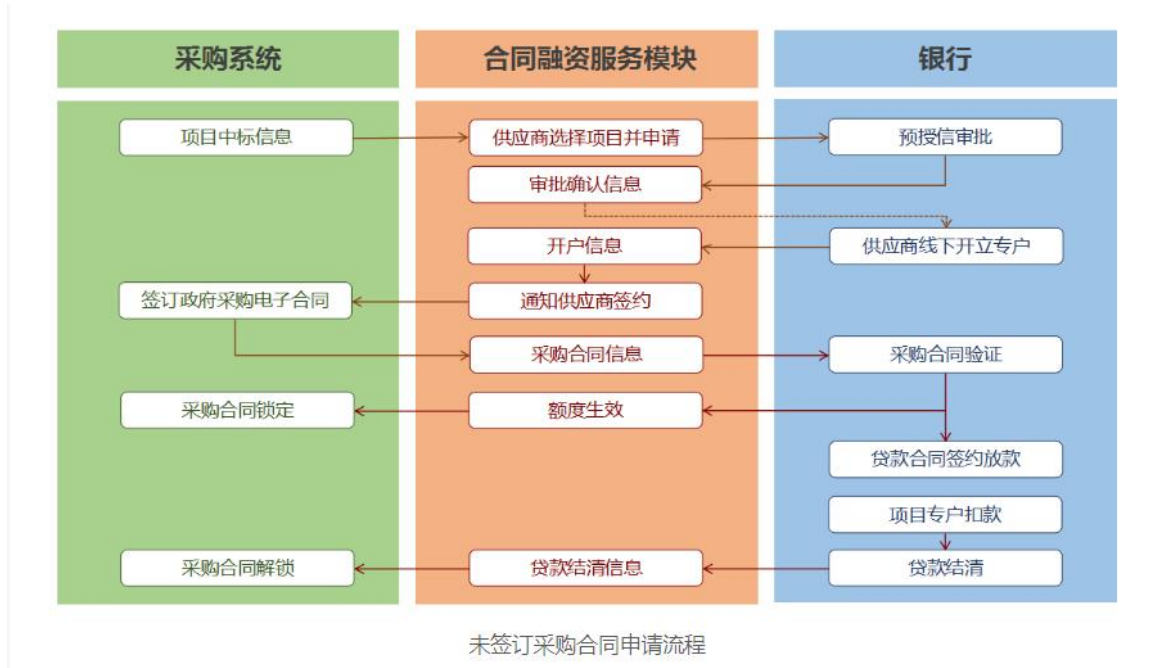 采购系统
合同融资服务模块
银行
项目中标信息
供应商选择项目并申请
预授信审批
审批确认信息
开户信息
供应商线下开立专户
签订政府采购电子合同
通知供应商签约
采购合同信息
采购合同验证
采购合同锁定
额度生效
贷款合同签约放款
项目专户扣款
采购合同解锁
贷款结清信息
贷款结清
未签订采购合同申请流程